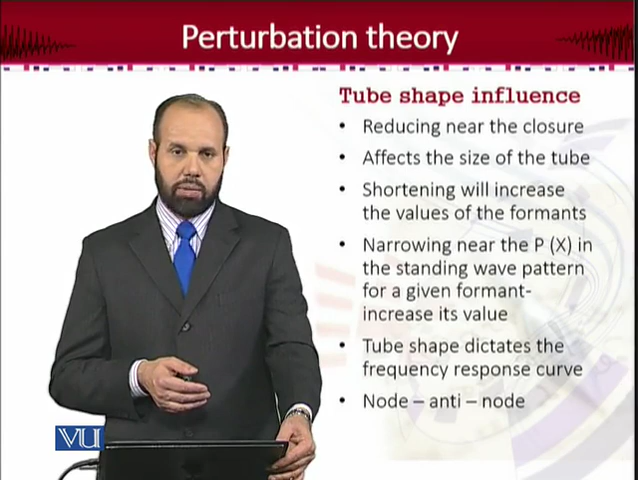 Perturbation theory
Tube shape influence
• Reducing near the closure
• Affects the size of the tube
• Shortening will increase
the values of the formants
• Narrowing near the P (X) in
the standing wave pattern
for a given formant-
increase its value
• Tube shape dictates the
frequency response curve
• Node – anti – node
VU